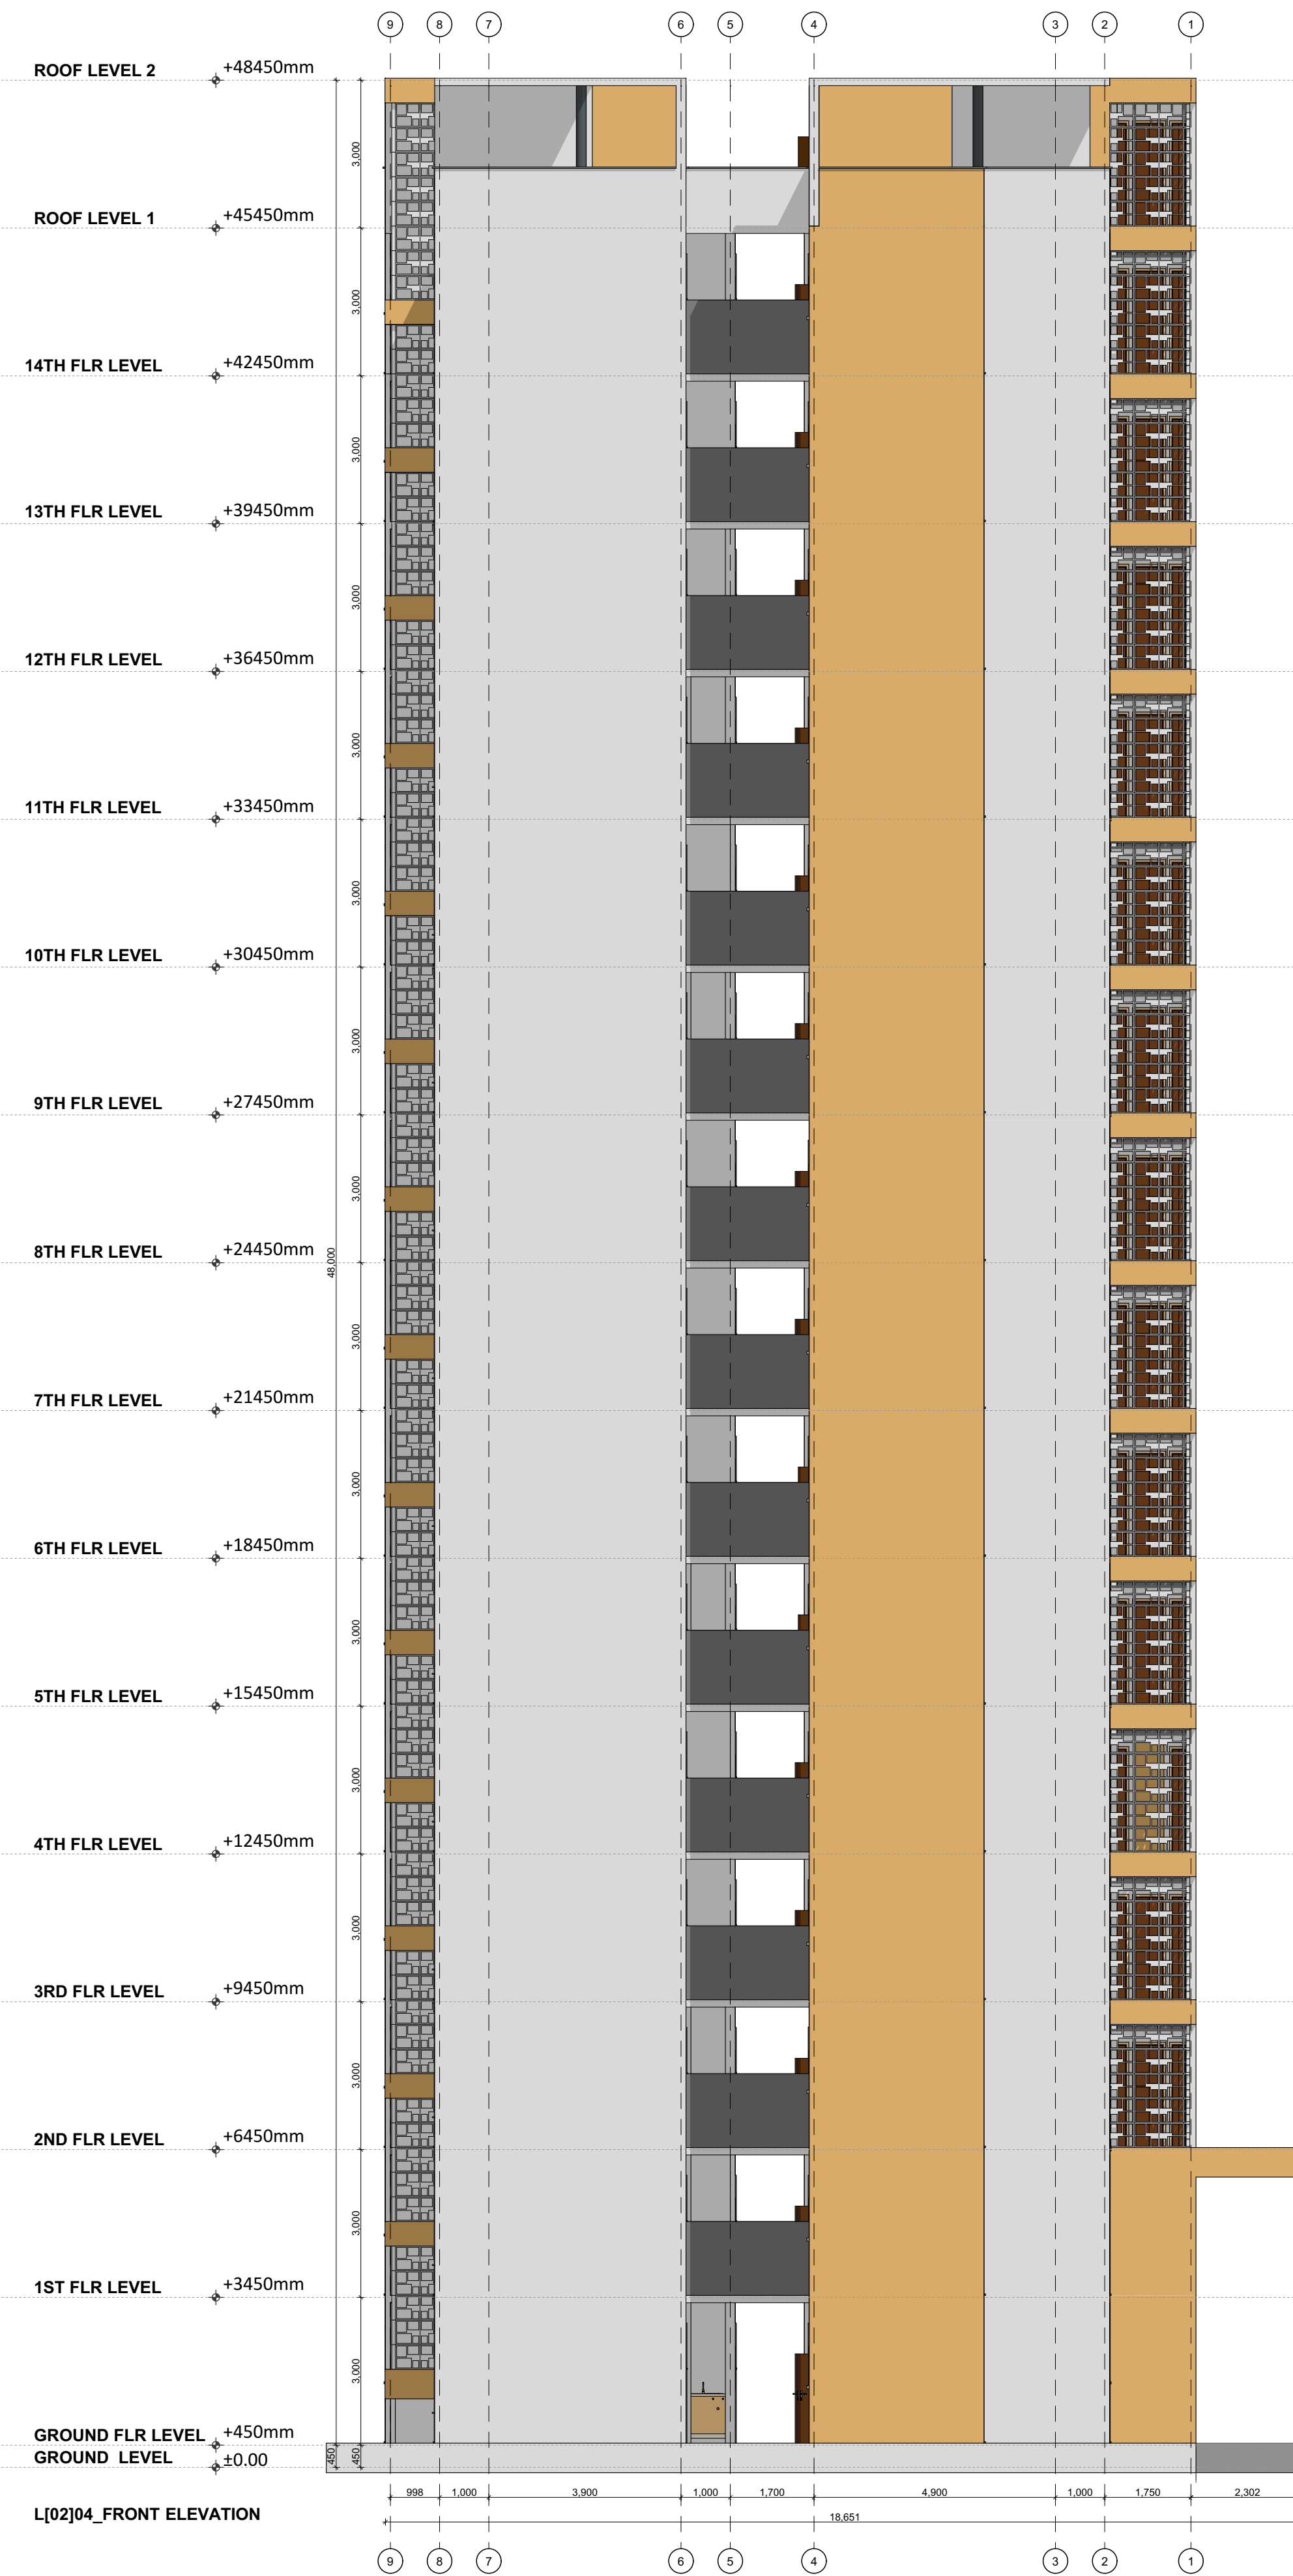 9 8 7 6 5 4 3 2 1
ROOF LEVEL 2 +48450mm
3,000
ROOF LEVEL 1 +45450mm
3,000
14TH FLR LEVEL +42450mm
3,000
13TH FLR LEVEL +39450mm
3,000
12TH FLR LEVEL +36450mm
3,000
11TH FLR LEVEL +33450mm
3,000
10TH FLR LEVEL +30450mm
3,000
9TH FLR LEVEL +27450mm
3,000
8TH FLR LEVEL +24450mm
48,000
3,000
7TH FLR LEVEL +21450mm
3,000
6TH FLR LEVEL +18450mm
3,000
5TH FLR LEVEL +15450mm
3,000
4TH FLR LEVEL +12450mm
3,000
3RD FLR LEVEL +9450mm
3,000
2ND FLR LEVEL +6450mm
3,000
1ST FLR LEVEL +3450mm
3,000
GROUND FLR LEVEL +450mm
GROUND LEVEL ±0.00 450 450
998 1,000 3,900 1,000 1,700 4,900 1,000 1,750 2,302
L[02]04_FRONT ELEVATION 18,651
9 8 7 6 5 4 3 2 1